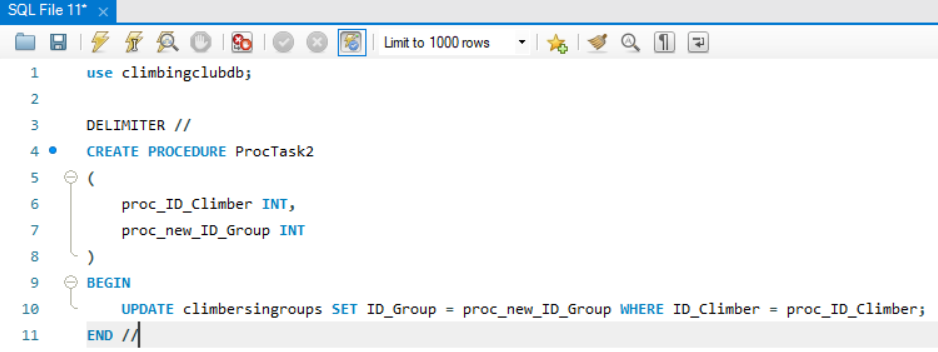 SQL File 11*
Limit to 1000 rows
1 use climbingclubdb;
2
3 DELIMITER //
4 CREATE PROCEDURE ProcTask2
5 (
6 proc_ID_Climber INT,
7 proc_new_ID_Group INT
8 )
9 BEGIN
10 UPDATE climbersingroups SET ID_Group = proc_new_ID_Group WHERE ID_Climber = proc_ID_Climber;
11 END //